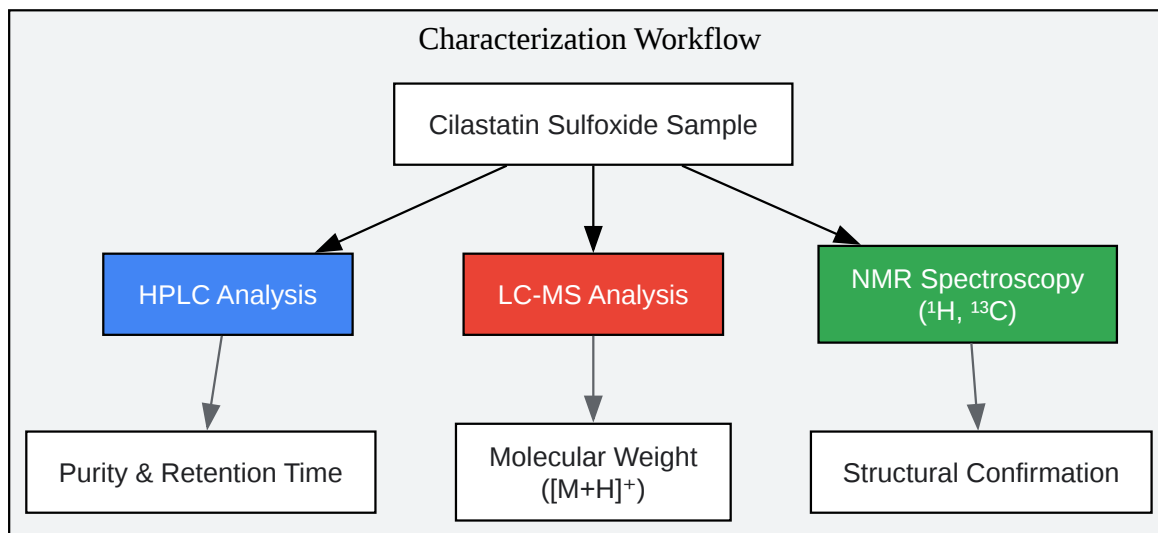 Characterization Workflow
Cilastatin Sulfoxide Sample
HPLC Analysis
LC-MS Analysis
NMR Spectroscopy
(¹H, ¹³C)
Purity & Retention Time
Molecular Weight
([M+H]⁺)
Structural Confirmation